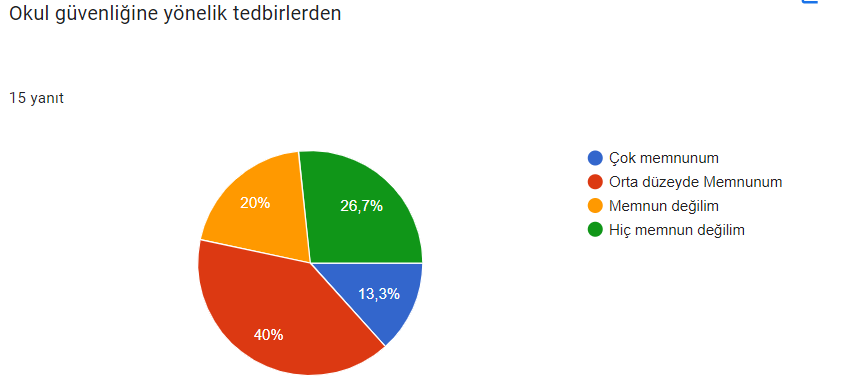 Okul güvenliğine yönelik tedbirlerden
15 yanıt
Çok memnunum
Orta düzeyde Memnunum
Memnun değilim
Hiç memnun değilim
20%
26,7%
13,3%
40%